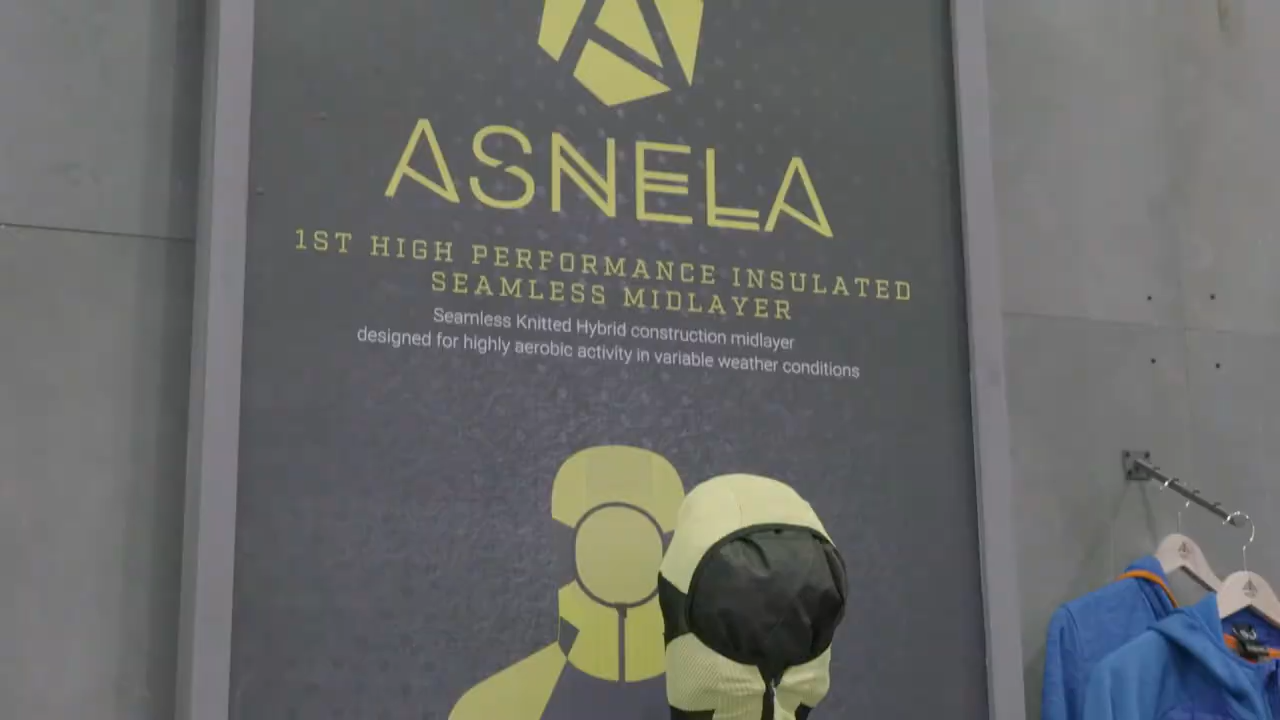 ASNELA
1ST HIGH PERFORMANCE INSULATED
SEAMLESS MIDLAYER
Seamless Knitted Hybrid construction midlayer
designed for highly aerobic activity in variable weather conditions